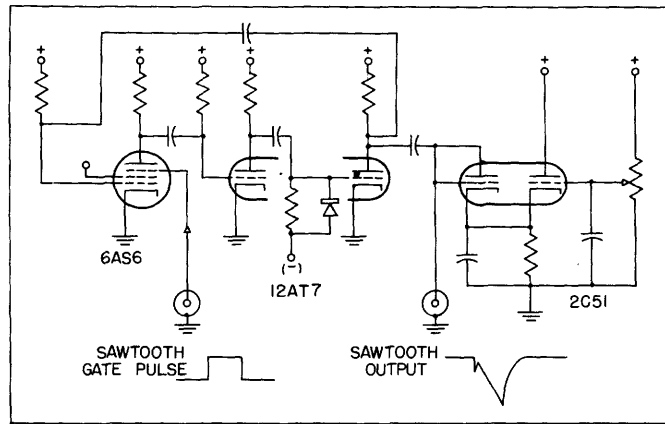 + + + + + + +
6AS6
(-)
12AT7
2C51
SAWTOOTH
GATE PULSE
SAWTOOTH
OUTPUT